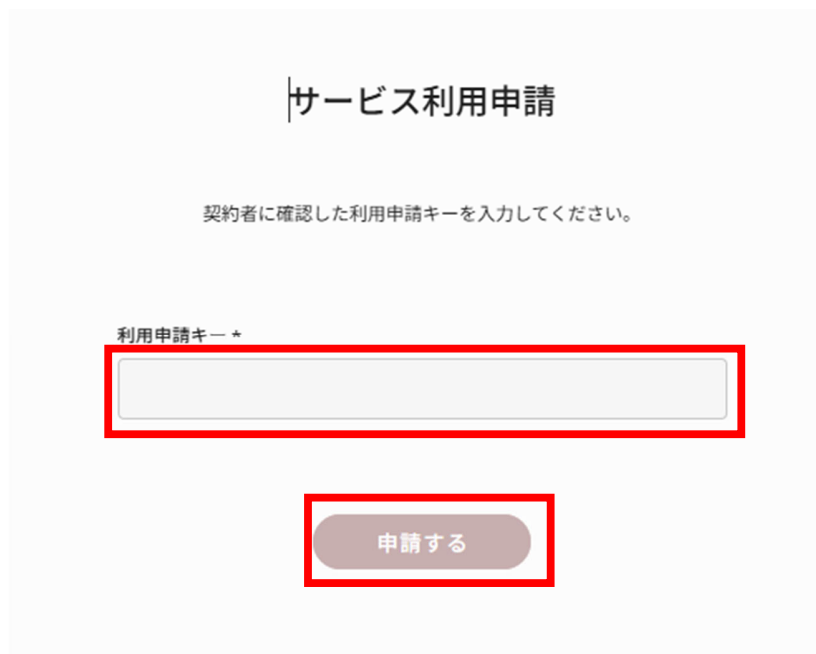 サービス利用申請
契約者に確認した利用申請キーを入力してください。
利用申請キー *
申請する